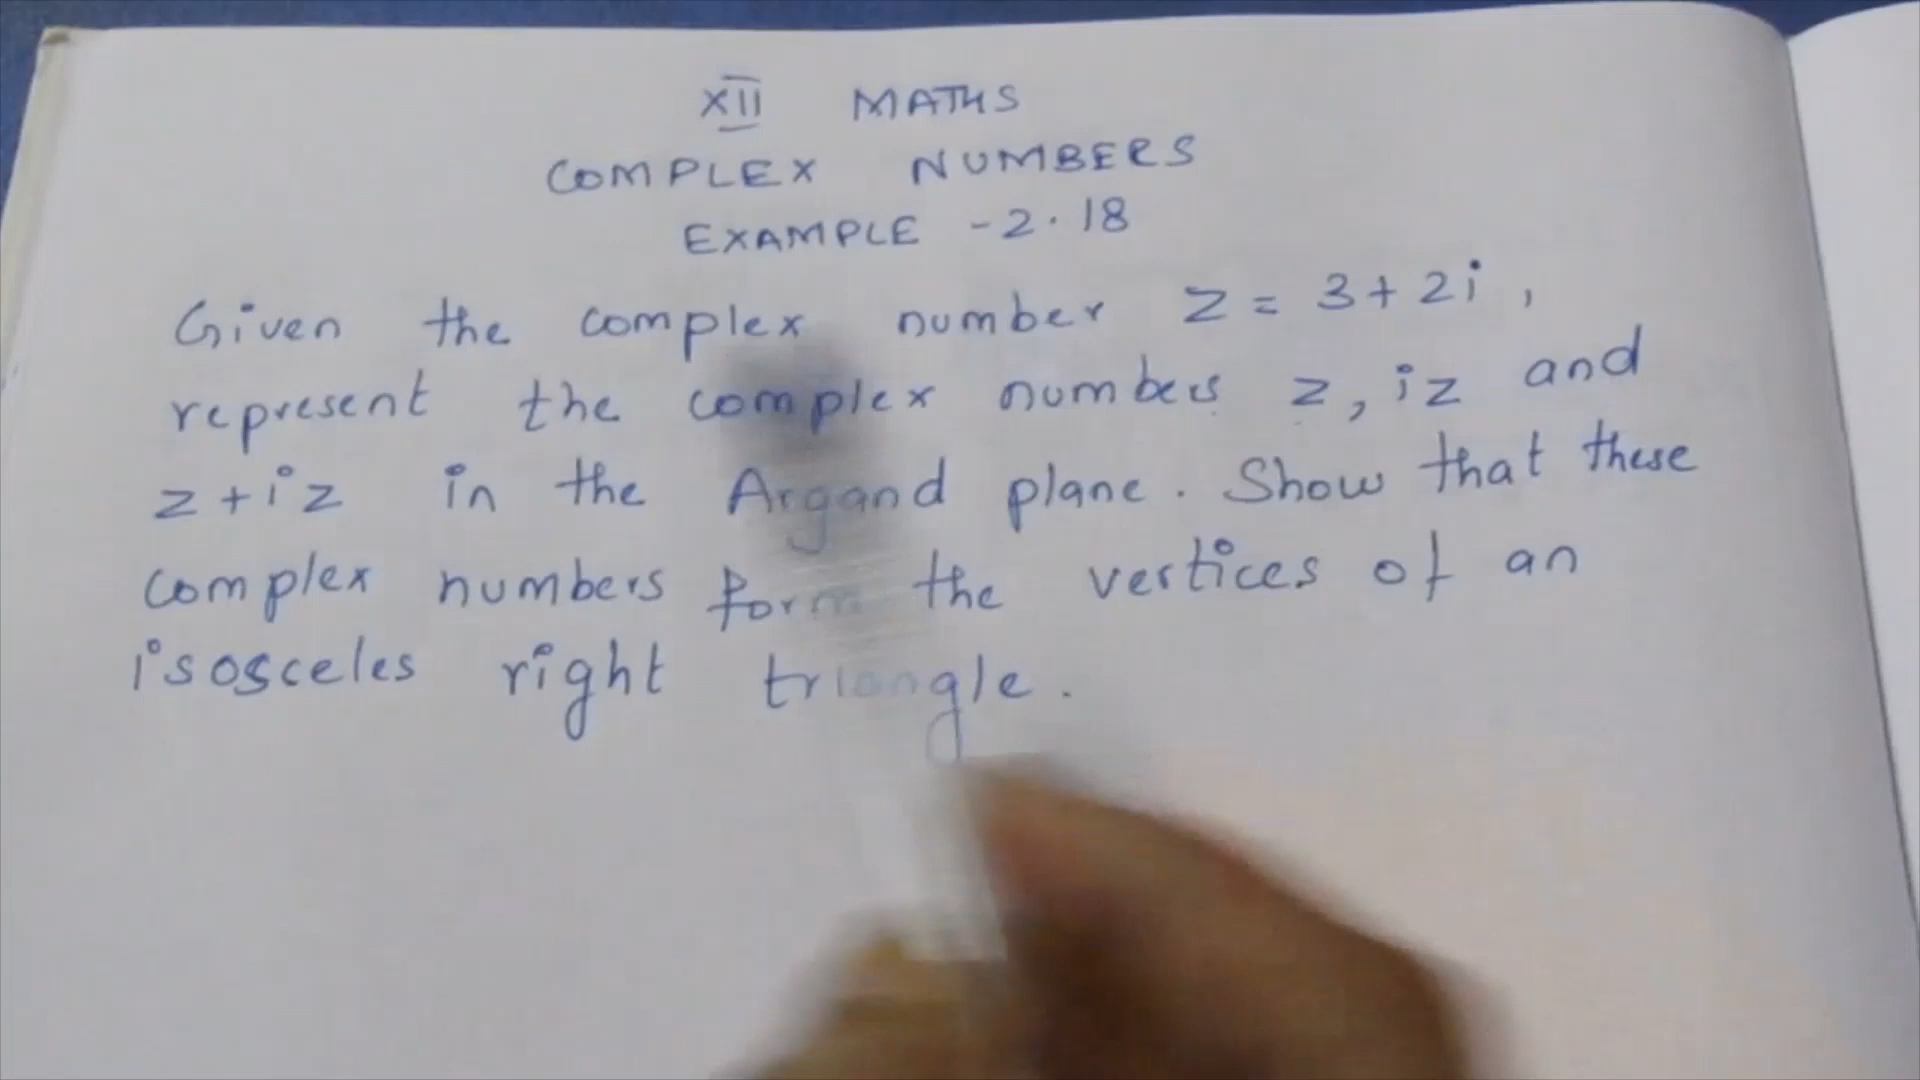 XII MATHS
COMPLEX NUMBERS
EXAMPLE - 2.18
Given the complex number z = 3 + 2i,
represent the complex numbers z, iz and
z + iz in the Argand plane. Show that these
complex numbers form the vertices of an
isosceles right triangle.